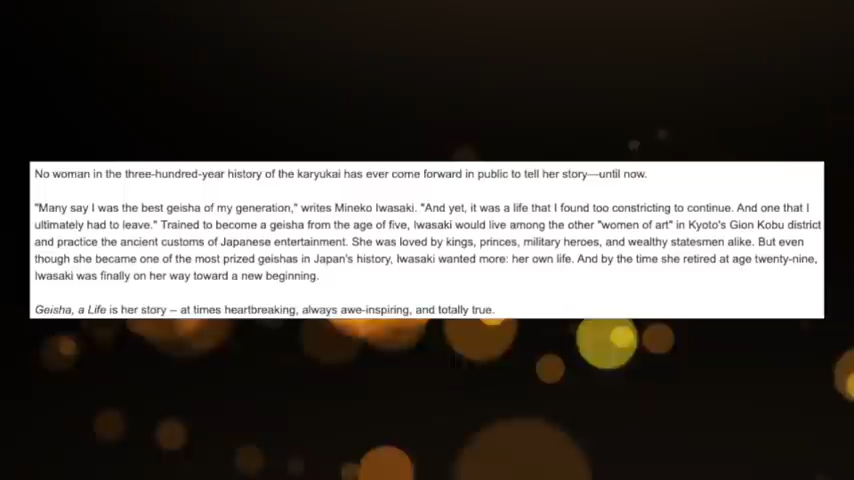 No woman in the three-hundred-year history of the karyukai has ever come forward in public to tell her story—until now.
"Many say I was the best geisha of my generation," writes Mineko Iwasaki. "And yet, it was a life that I found too constricting to continue. And one that I
ultimately had to leave." Trained to become a geisha from the age of five, Iwasaki would live among the other "women of art" in Kyoto's Gion Kobu district
and practice the ancient customs of Japanese entertainment. She was loved by kings, princes, military heroes, and wealthy statesmen alike. But even
though she became one of the most prized geishas in Japan's history, Iwasaki wanted more: her own life. And by the time she retired at age twenty-nine,
Iwasaki was finally on her way toward a new beginning.
Geisha, a Life is her story – at times heartbreaking, always awe-inspiring, and totally true.